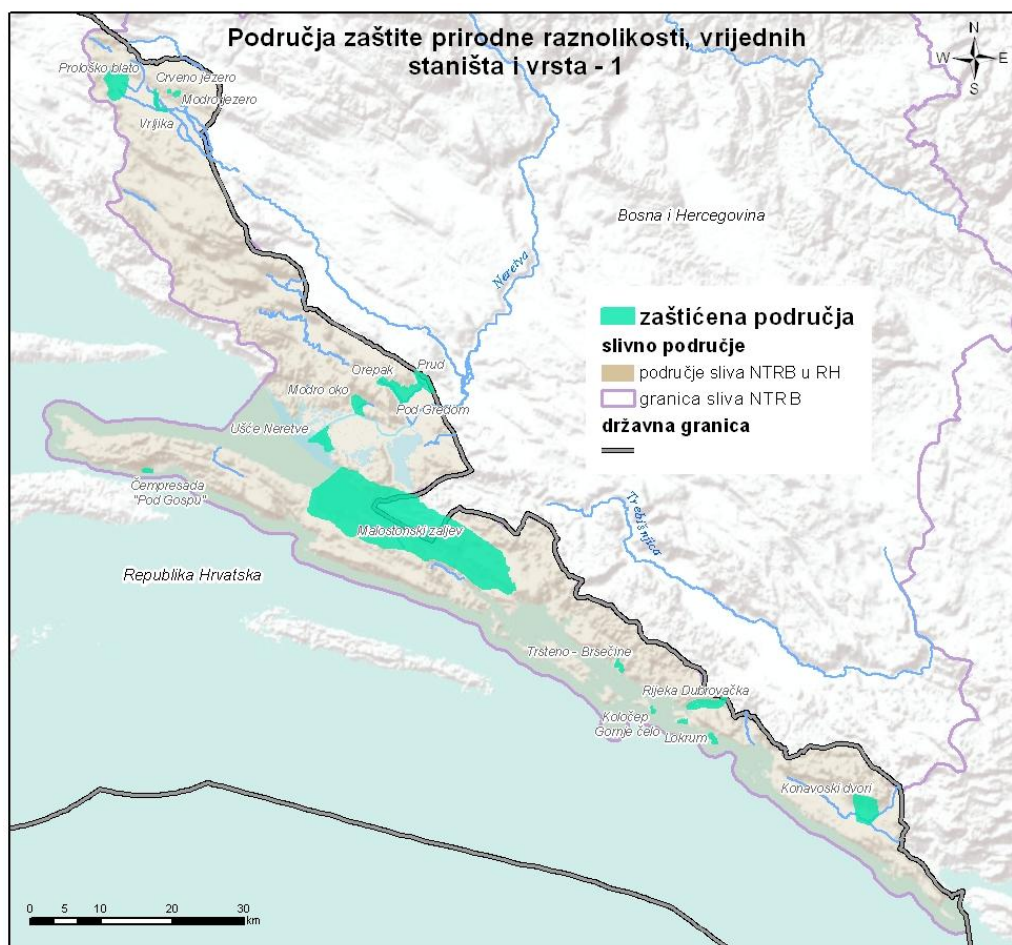 Područja zaštite prirodne raznolikosti, vrijednih
staništa i vrsta - 1
N
W E
S
Prološko blato
Crveno jezero
Modro jezero
Vrljika
Bosna i Hercegovina
Neretva
zaštićena područja
slivno područje
područje sliva NTRB u RH
granica sliva NTRB
državna granica
Orepak
Prud
Modro oko
Pod Gredom
Ušće Neretve
Čempresada
"Pod Gospu"
Malostonski zaljev
Trebišnjica
Republika Hrvatska
Trsteno - Brsečine
Rijeka Dubrovačka
Koločep
Gornje čelo
Lokrum
Konavoski dvori
0 5 10 20 30
km